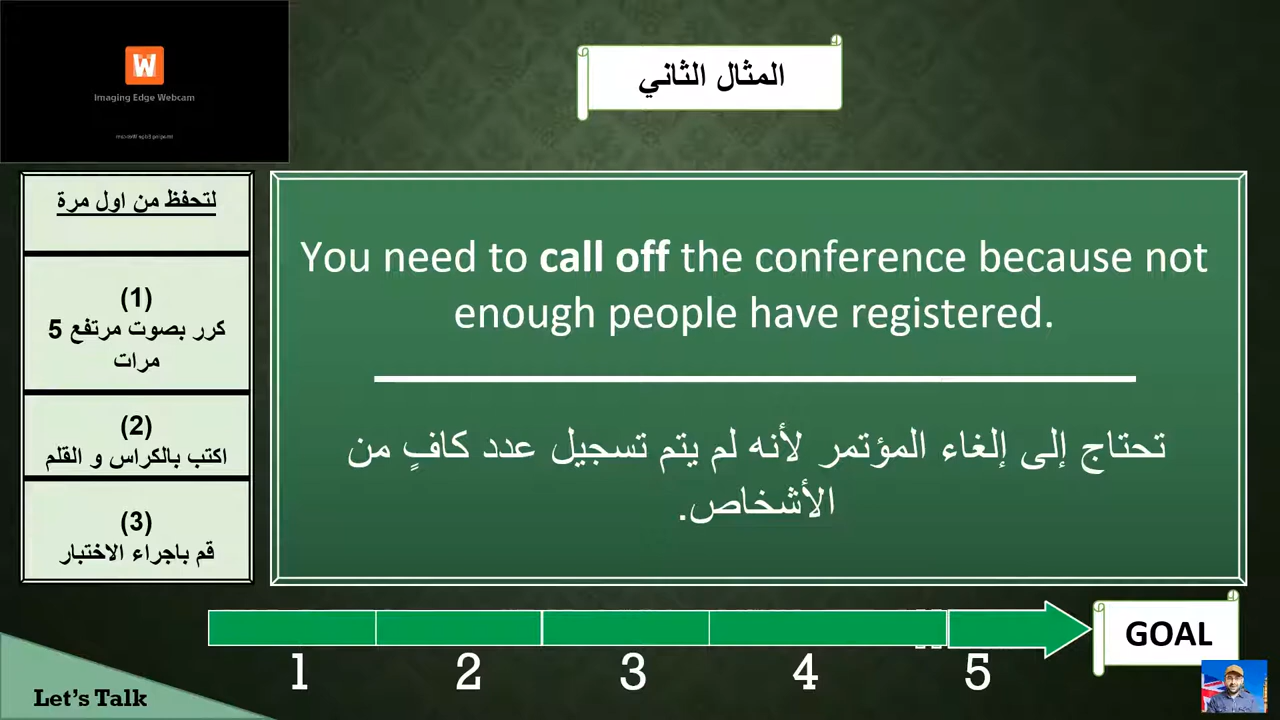 W
Imaging Edge Webcam
المثال الثاني
لتحفظ من اول مرة
(1)
كرر بصوت مرتفع 5
مرات
(2)
اكتب بالكراس و القلم
(3)
قم باجراء الاختبار
You need to call off the conference because not
enough people have registered.
تحتاج إلى إلغاء المؤتمر لأنه لم يتم تسجيل عدد كافٍ من
الأشخاص.
1 2 3 4 5
GOAL
Let's Talk